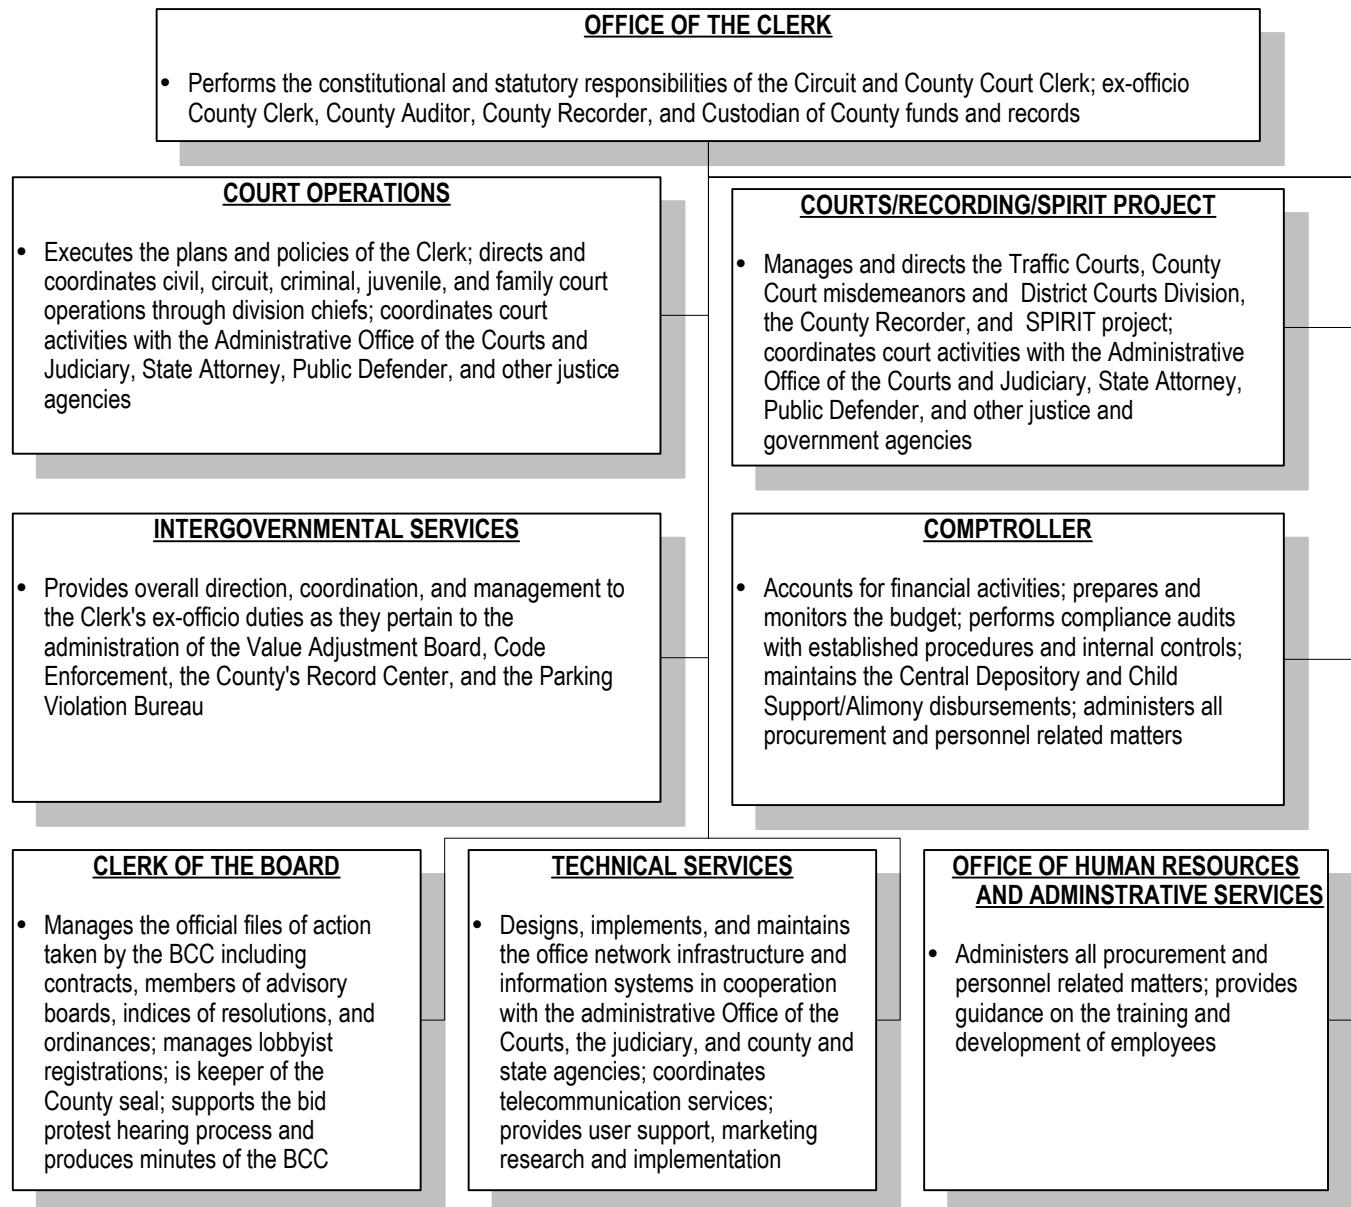 OFFICE OF THE CLERK
• Performs the constitutional and statutory responsibilities of the Circuit and County Court Clerk; ex-officio
County Clerk, County Auditor, County Recorder, and Custodian of County funds and records
COURT OPERATIONS
• Executes the plans and policies of the Clerk; directs and
coordinates civil, circuit, criminal, juvenile, and family court
operations through division chiefs; coordinates court
activities with the Administrative Office of the Courts and
Judiciary, State Attorney, Public Defender, and other justice
agencies
COURTS/RECORDING/SPIRIT PROJECT
• Manages and directs the Traffic Courts, County
Court misdemeanors and District Courts Division,
the County Recorder, and SPIRIT project;
coordinates court activities with the Administrative
Office of the Courts and Judiciary, State Attorney,
Public Defender, and other justice and
government agencies
INTERGOVERNMENTAL SERVICES
• Provides overall direction, coordination, and management to
the Clerk's ex-officio duties as they pertain to the
administration of the Value Adjustment Board, Code
Enforcement, the County's Record Center, and the Parking
Violation Bureau
COMPTROLLER
• Accounts for financial activities; prepares and
monitors the budget; performs compliance audits
with established procedures and internal controls;
maintains the Central Depository and Child
Support/Alimony disbursements; administers all
procurement and personnel related matters
CLERK OF THE BOARD
• Manages the official files of action
taken by the BCC including
contracts, members of advisory
boards, indices of resolutions, and
ordinances; manages lobbyist
registrations; is keeper of the
County seal; supports the bid
protest hearing process and
produces minutes of the BCC
TECHNICAL SERVICES
• Designs, implements, and maintains
the office network infrastructure and
information systems in cooperation
with the administrative Office of the
Courts, the judiciary, and county and
state agencies; coordinates
telecommunication services;
provides user support, marketing
research and implementation
OFFICE OF HUMAN RESOURCES
AND ADMINSTRATIVE SERVICES
• Administers all procurement and
personnel related matters; provides
guidance on the training and
development of employees